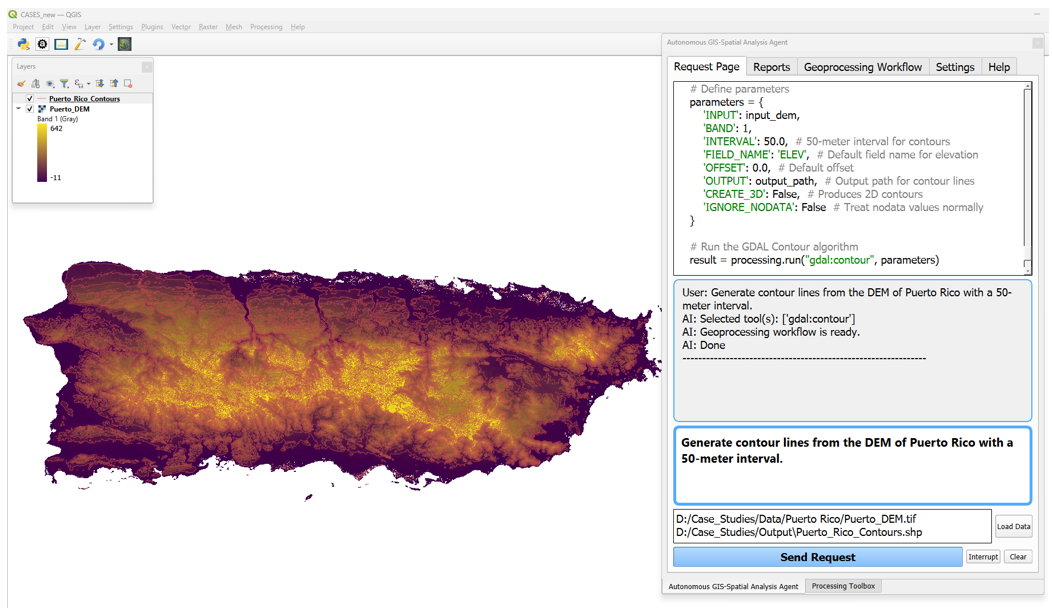 CASES_new — QGIS
Project Edit View Layer Settings Plugins Vector Raster Mesh Processing Help
Layers
Puerto_Rico_Contours
Puerto_DEM
Band 1 (Gray)
642
-11
Autonomous GIS-Spatial Analysis Agent
Request Page Reports Geoprocessing Workflow Settings Help
# Define parameters
parameters = {
'INPUT': input_dem,
'BAND': 1,
'INTERVAL': 50.0, # 50-meter interval for contours
'FIELD_NAME': 'ELEV', # Default field name for elevation
'OFFSET': 0.0, # Default offset
'OUTPUT': output_path, # Output path for contour lines
'CREATE_3D': False, # Produces 2D contours
'IGNORE_NODATA': False # Treat nodata values normally
}
# Run the GDAL Contour algorithm
result = processing.run("gdal:contour", parameters)
User: Generate contour lines from the DEM of Puerto Rico with a 50-
meter interval.
AI: Selected tool(s): ['gdal:contour']
AI: Geoprocessing workflow is ready.
AI: Done
------------------------------------------------------------
Generate contour lines from the DEM of Puerto Rico with a
50-meter interval.
D:/Case_Studies/Data/Puerto Rico/Puerto_DEM.tif
D:/Case_Studies/Output\Puerto_Rico_Contours.shp
Load Data
Send Request Interrupt Clear
Autonomous GIS-Spatial Analysis Agent Processing Toolbox